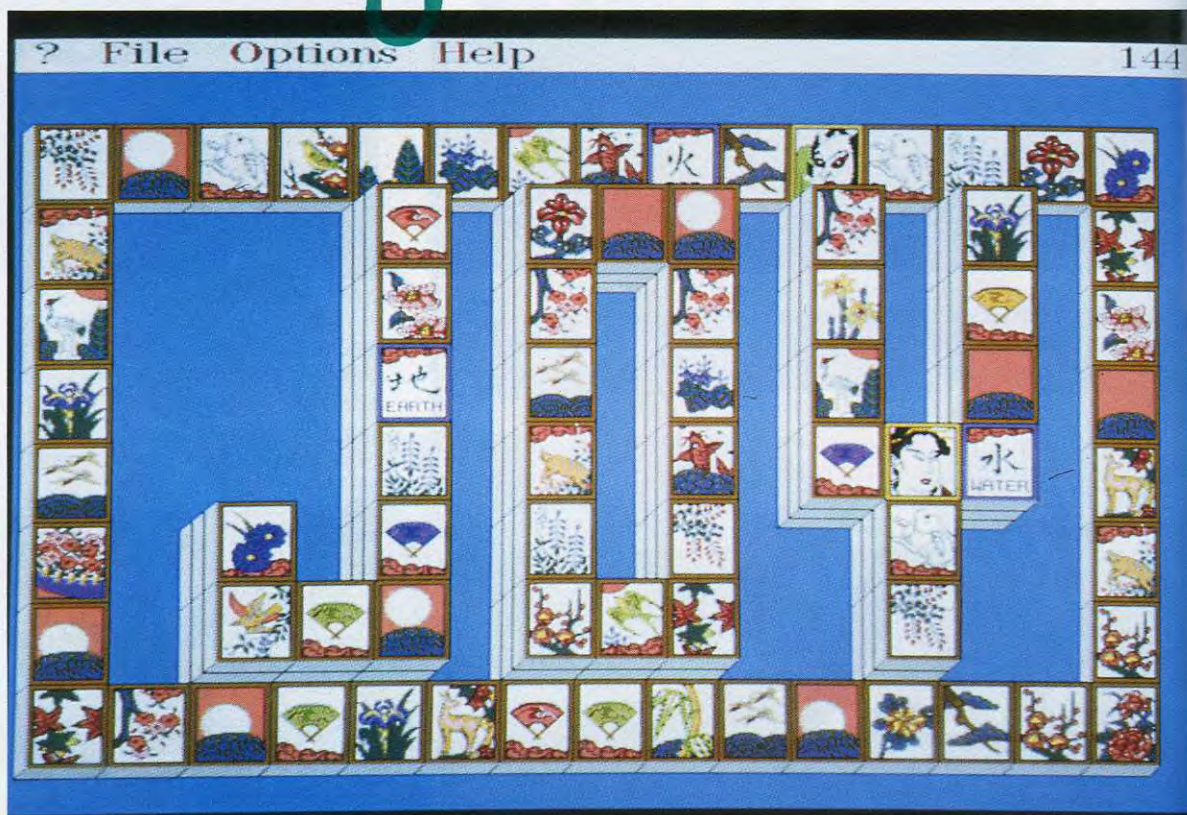 ? File Options Help 144
火
地
EARTH
水
WATER